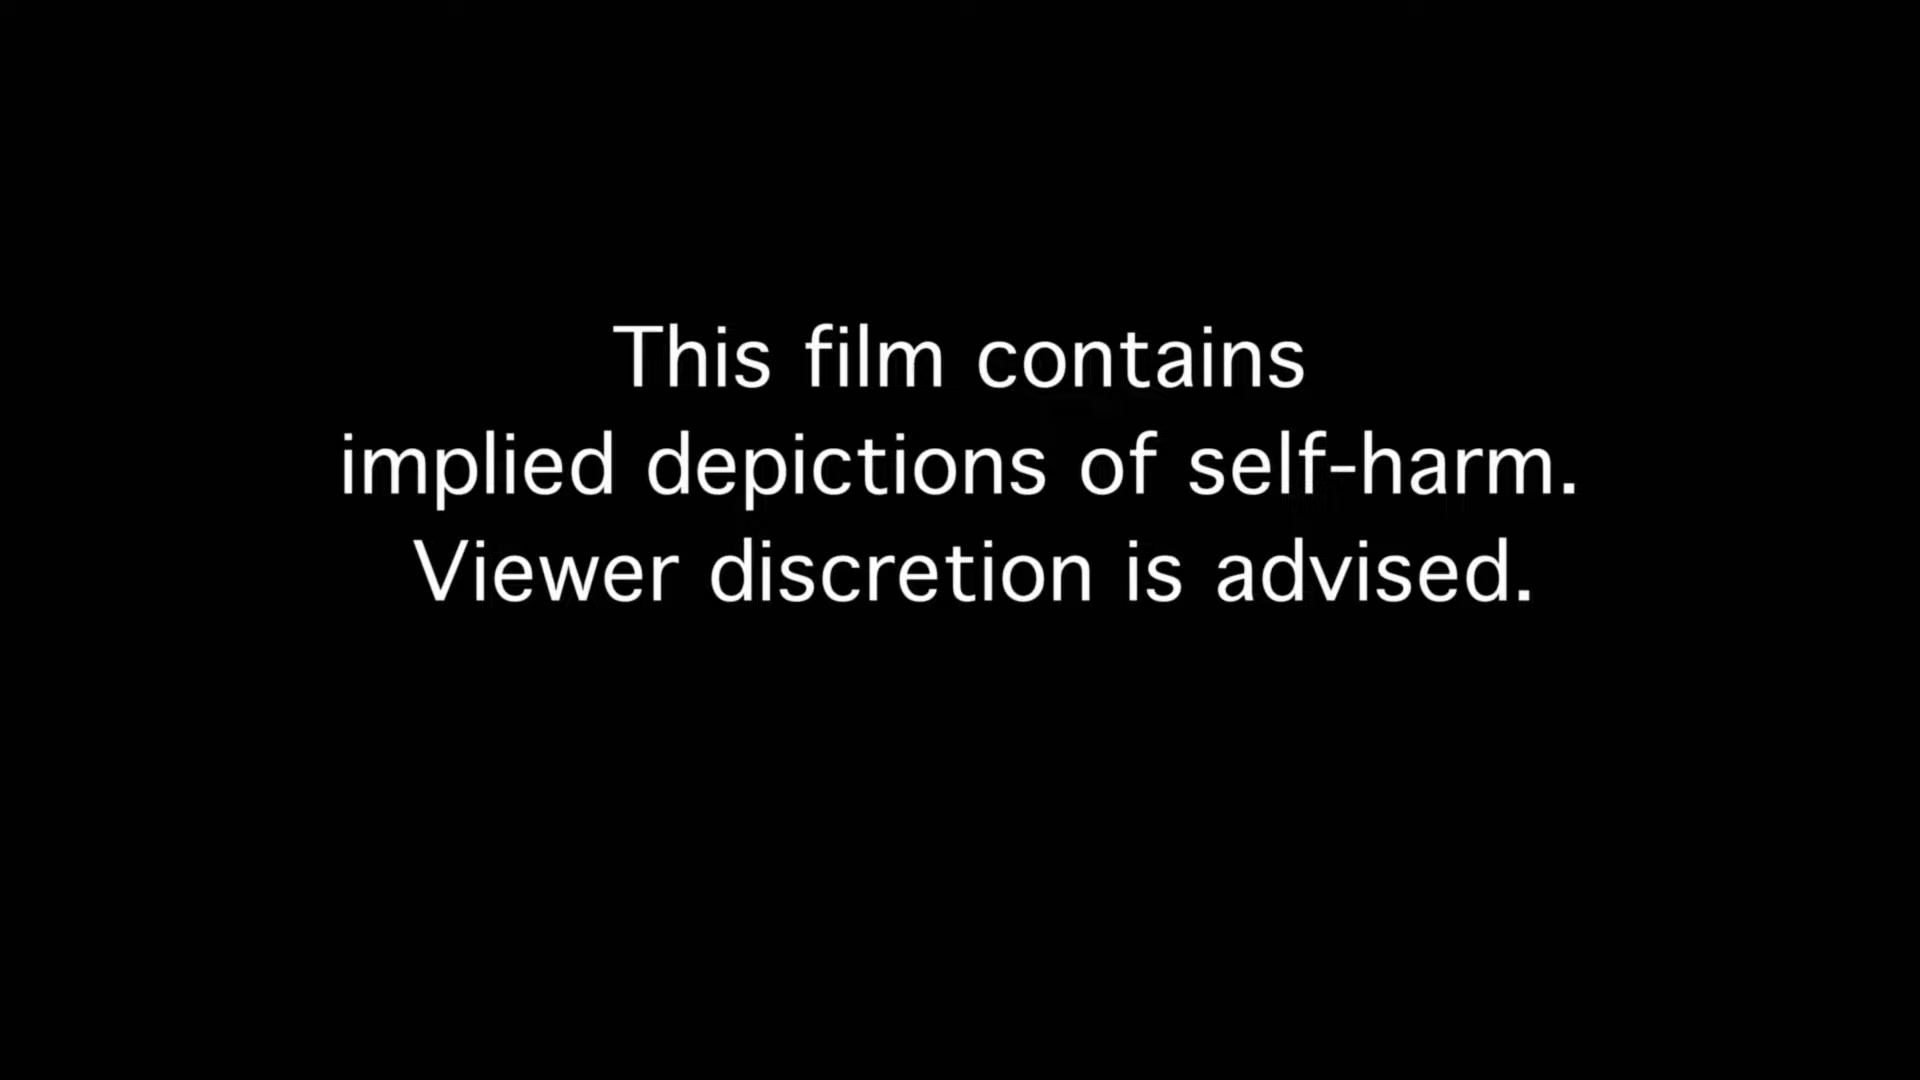 This film contains
implied depictions of self-harm.
Viewer discretion is advised.